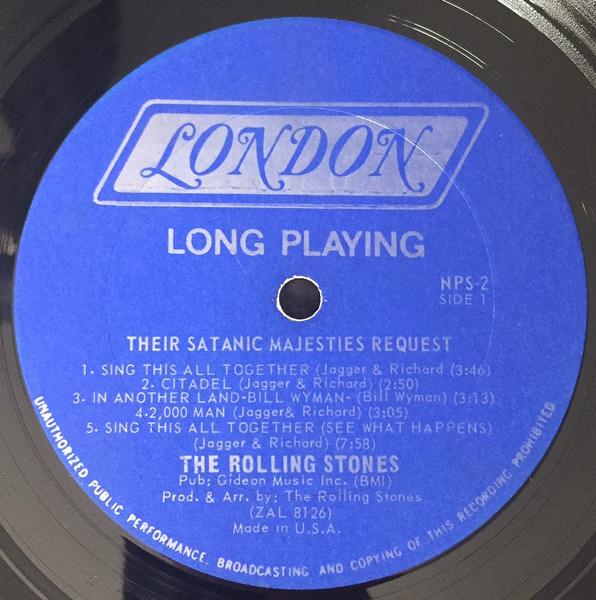 LONDON
LONG PLAYING
NPS-2
SIDE 1
THEIR SATANIC MAJESTIES REQUEST
1. SING THIS ALL TOGETHER (Jagger & Richard) (3:46)
2. CITADEL (Jagger & Richard) (2:50)
3. IN ANOTHER LAND-BILL WYMAN- (Bill Wyman) (3:13)
4.2,000 MAN (Jagger& Richard) (3:05)
5. SING THIS ALL TOGETHER (SEE WHAT HAPPENS)
(Jagger & Richard) (7:58)
THE ROLLING STONES
Pub: Gideon Music Inc. (BMI)
Prod. & Arr. by: The Rolling Stones
(ZAL 8126)
Made in U.S.A.
UNAUTHORIZED PUBLIC PERFORMANCE, BROADCASTING AND COPYING OF THIS RECORDING PROHIBITED